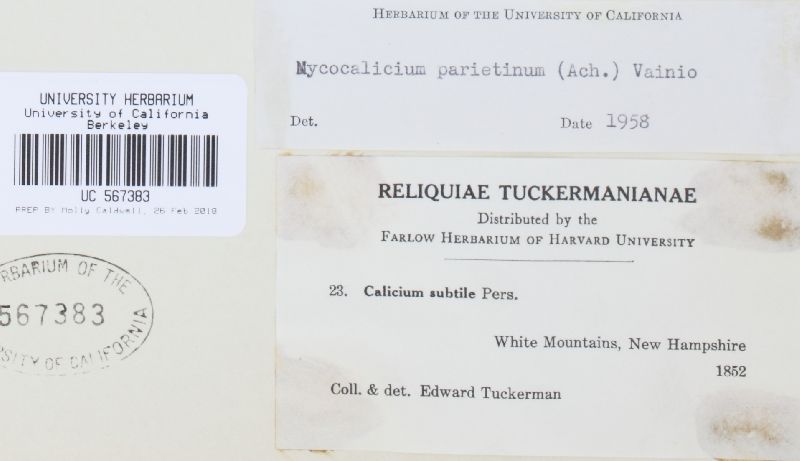 HERBARIUM OF THE UNIVERSITY OF CALIFORNIA
Mycocalicium parietinum (Ach.) Vainio
Det.
Date 1958
UNIVERSITY HERBARIUM
University of California
Berkeley
UC 567383
PREP BY Molly Caldwell, 26 Feb 2018
RELIQUIAE TUCKERMANIANAE
Distributed by the
FARLOW HERBARIUM OF HARVARD UNIVERSITY
23. Calicium subtile Pers.
White Mountains, New Hampshire
1852
Coll. & det. Edward Tuckerman
RBARIUM OF THE
567383
SITY OF CALIFORNIA